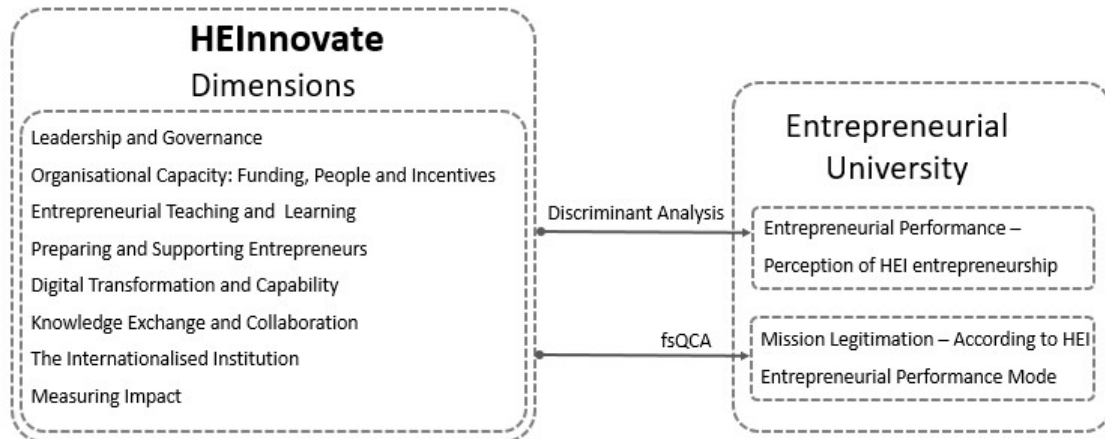 HEInnovate
Dimensions
Leadership and Governance
Organisational Capacity: Funding, People and Incentives
Entrepreneurial Teaching and Learning
Preparing and Supporting Entrepreneurs
Digital Transformation and Capability
Knowledge Exchange and Collaboration
The Internationalised Institution
Measuring Impact
Discriminant Analysis
fsQCA
Entrepreneurial
University
Entrepreneurial Performance –
Perception of HEI entrepreneurship
Mission Legitimation – According to HEI
Entrepreneurial Performance Mode